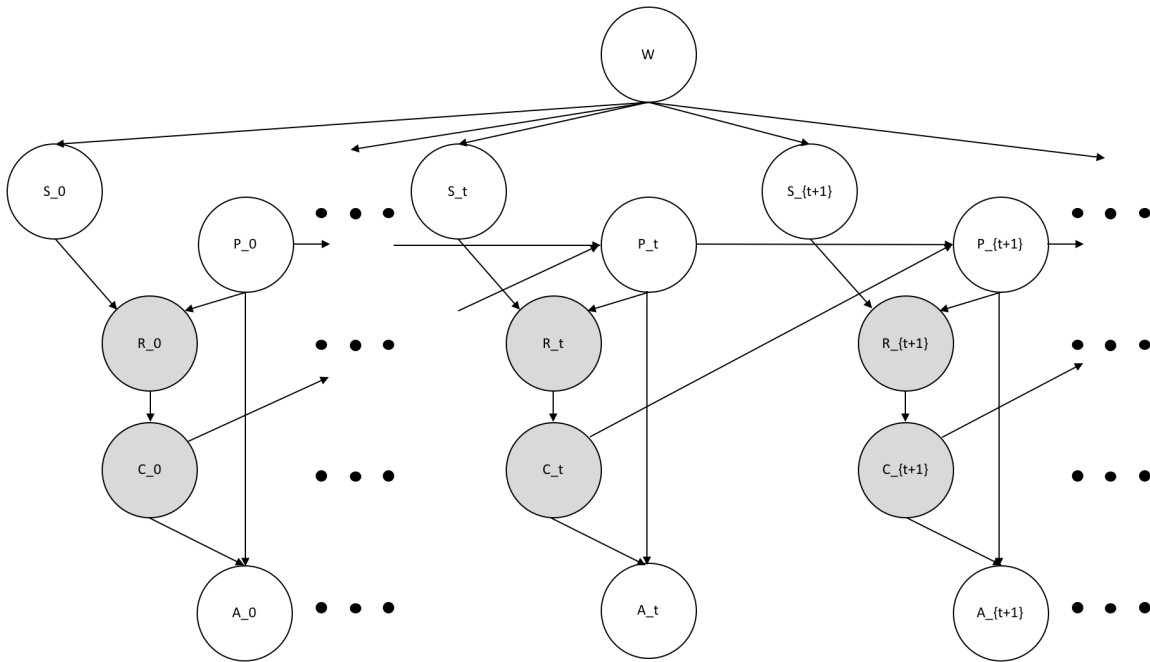 W
S_0
S_t
S_{t+1}
P_0
P_t
P_{t+1}
R_0
R_t
R_{t+1}
C_0
C_t
C_{t+1}
A_0
A_t
A_{t+1}